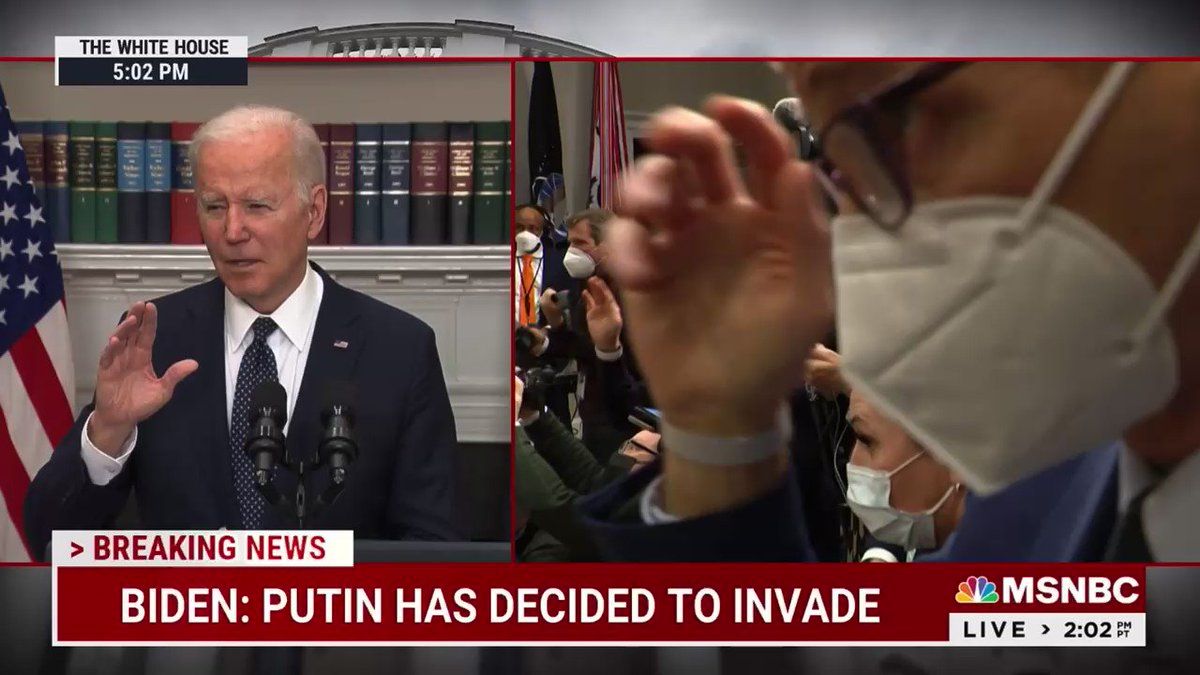 THE WHITE HOUSE
5:02 PM
> BREAKING NEWS
BIDEN: PUTIN HAS DECIDED TO INVADE
MSNBC
LIVE > 2:02 PM PT